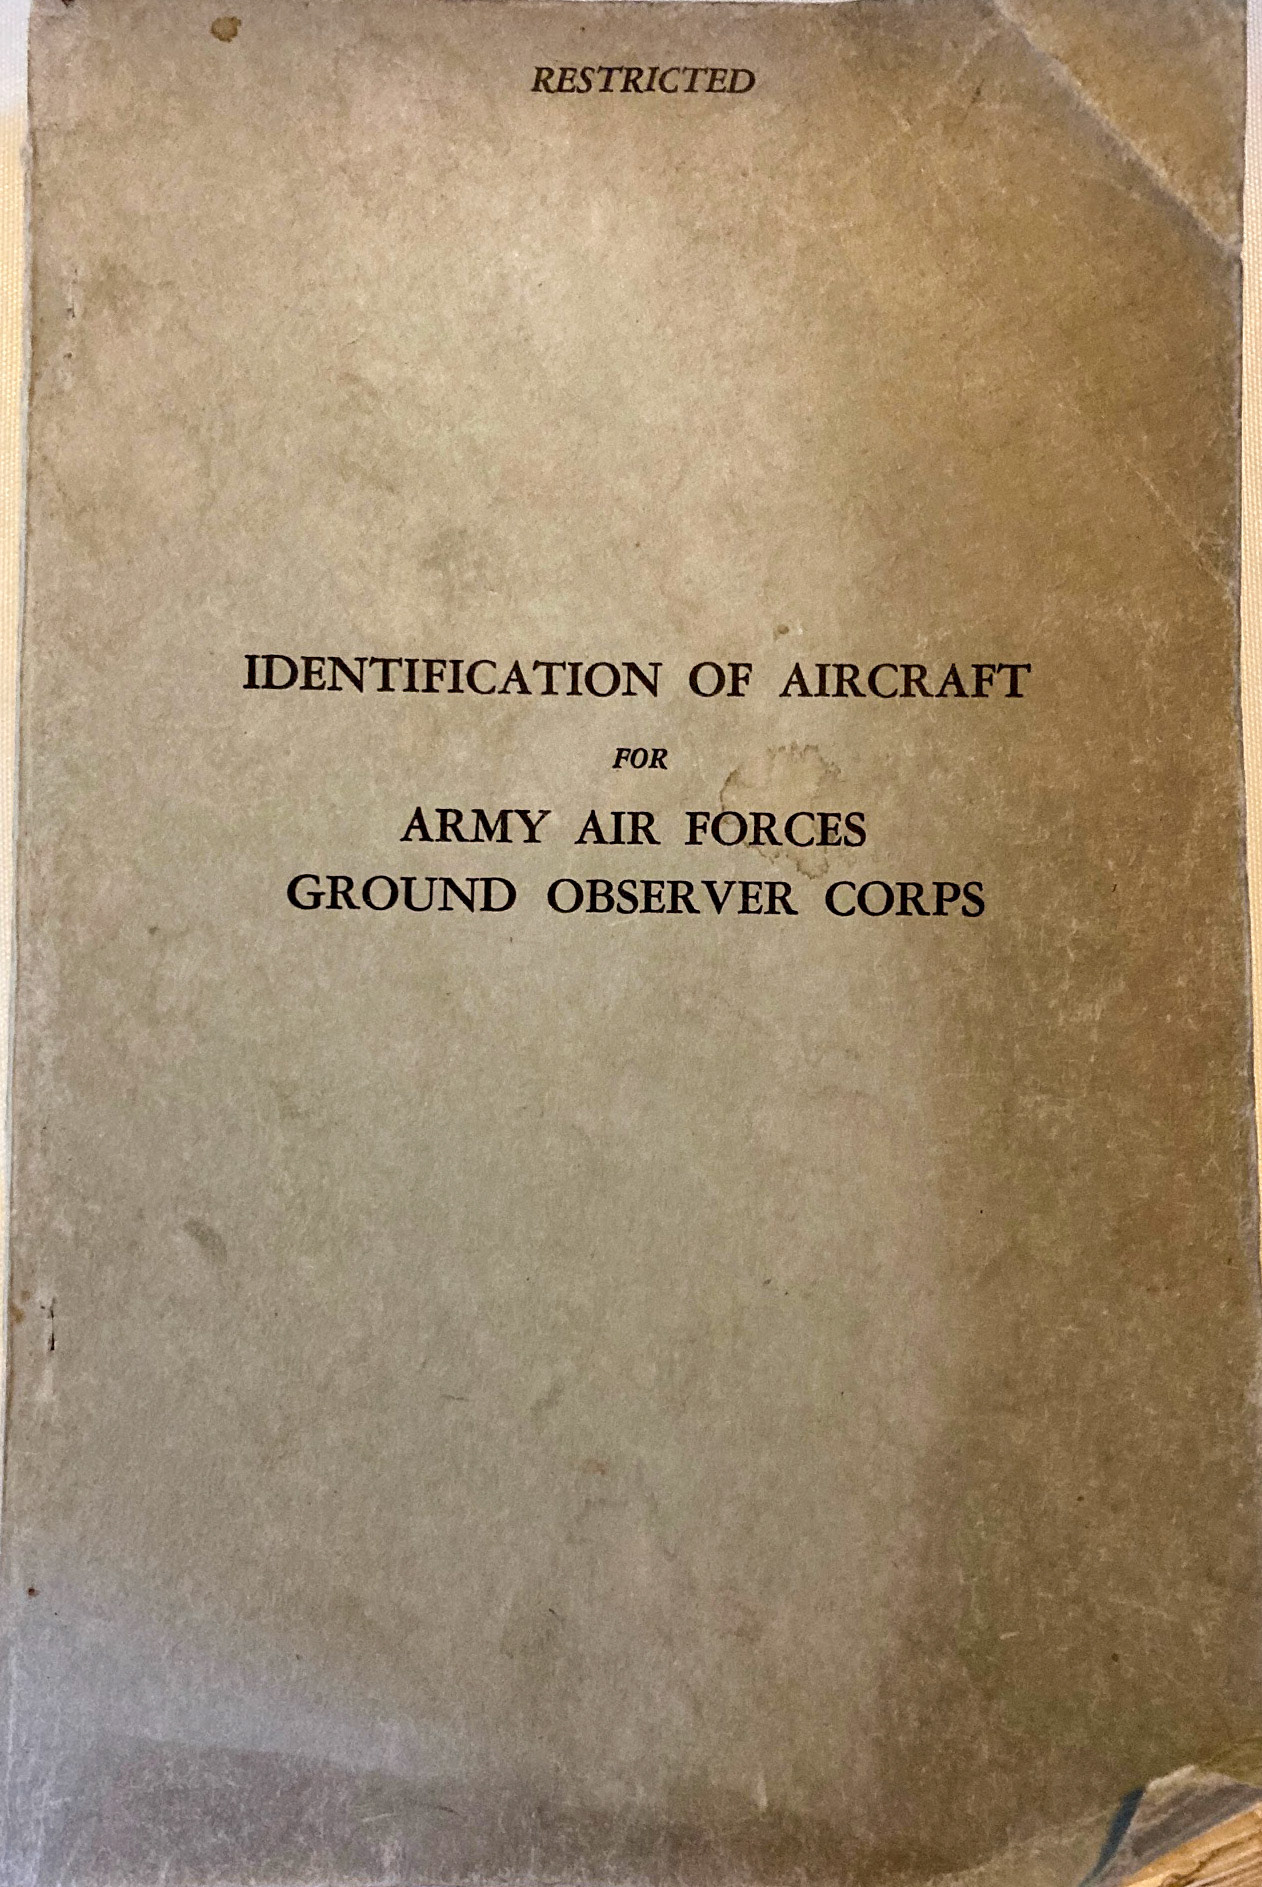 RESTRICTED
IDENTIFICATION OF AIRCRAFT
FOR
ARMY AIR FORCES
GROUND OBSERVER CORPS